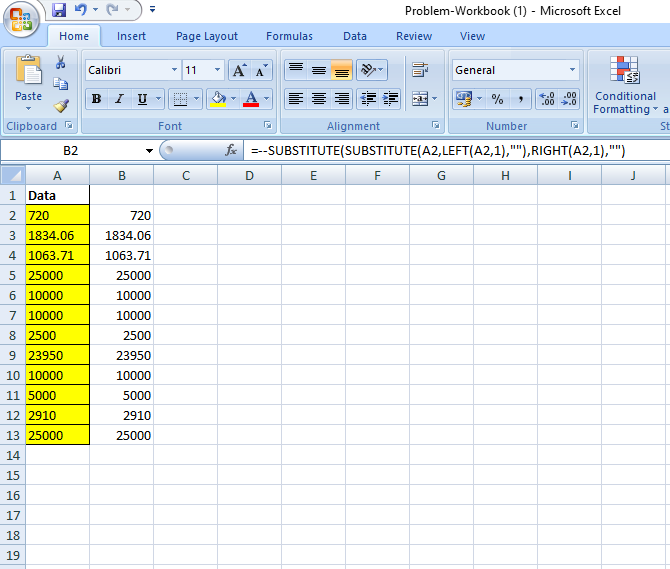 Problem-Workbook (1) - Microsoft Excel
Home Insert Page Layout Formulas Data Review View
Calibri 11 A A General
Paste B I U A % , Conditional
Formatting
Clipboard Font Alignment Number
B2 fx =--SUBSTITUTE(SUBSTITUTE(A2,LEFT(A2,1),""),RIGHT(A2,1),"")
A B C D E F G H I J
1 Data
2 720 720
3 1834.06 1834.06
4 1063.71 1063.71
5 25000 25000
6 10000 10000
7 10000 10000
8 2500 2500
9 23950 23950
10 10000 10000
11 5000 5000
12 2910 2910
13 25000 25000
14
15
16
17
18
19